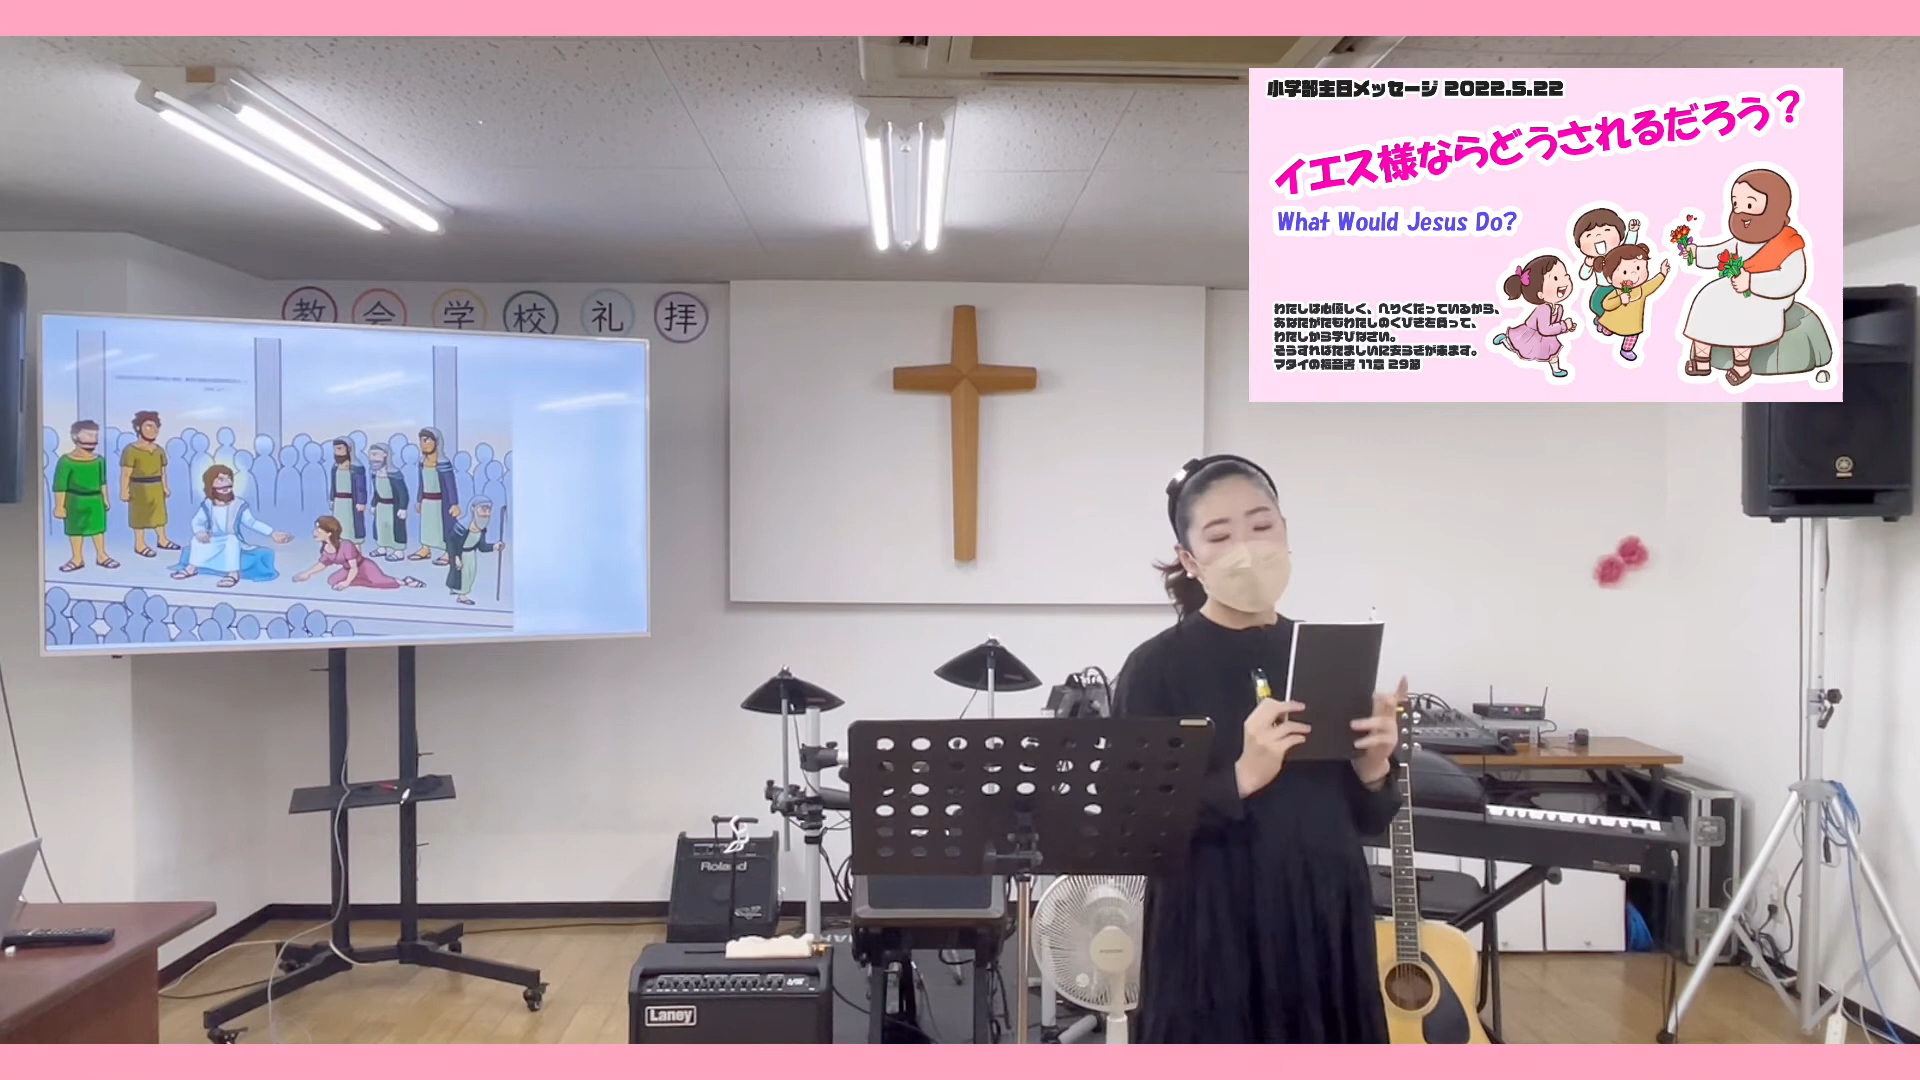 小学部主日メッセージ 2022.5.22
イエス様ならどうされるだろう？
What Would Jesus Do?
わたしは心優しく、へりくだっているから、
あなたがたもわたしのくびきを負って、
わたしから学びなさい。
そうすればたましいに安らぎが来ます。
マタイの福音書 11章 29節
教会学校礼拝
Roland
Laney